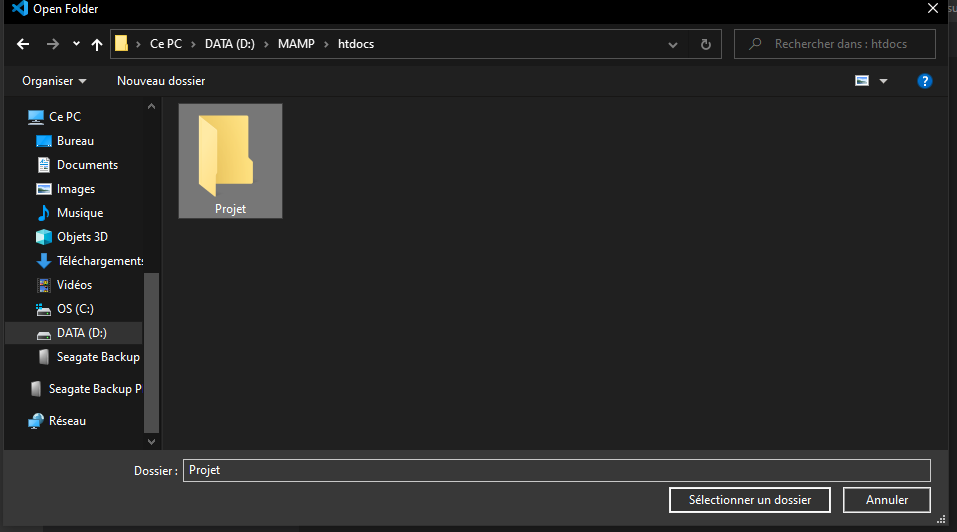 Open Folder
Ce PC > DATA (D:) > MAMP > htdocs
Rechercher dans : htdocs
Organiser
Nouveau dossier
?
Ce PC
Bureau
Documents
Images
Musique
Objets 3D
Téléchargements
Vidéos
OS (C:)
DATA (D:)
Seagate Backup
Seagate Backup P
Réseau
Projet
Dossier : Projet
Sélectionner un dossier
Annuler